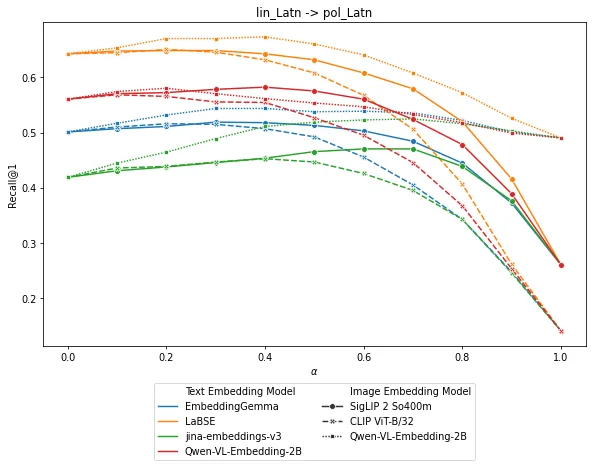 lin_Latn -> pol_Latn
Recall@1
0.6
0.5
0.4
0.3
0.2
0.0 0.2 0.4 0.6 0.8 1.0
α
Text Embedding Model
EmbeddingGemma
LaBSE
jina-embeddings-v3
Qwen-VL-Embedding-2B
Image Embedding Model
SigLIP 2 So400m
CLIP ViT-B/32
Qwen-VL-Embedding-2B